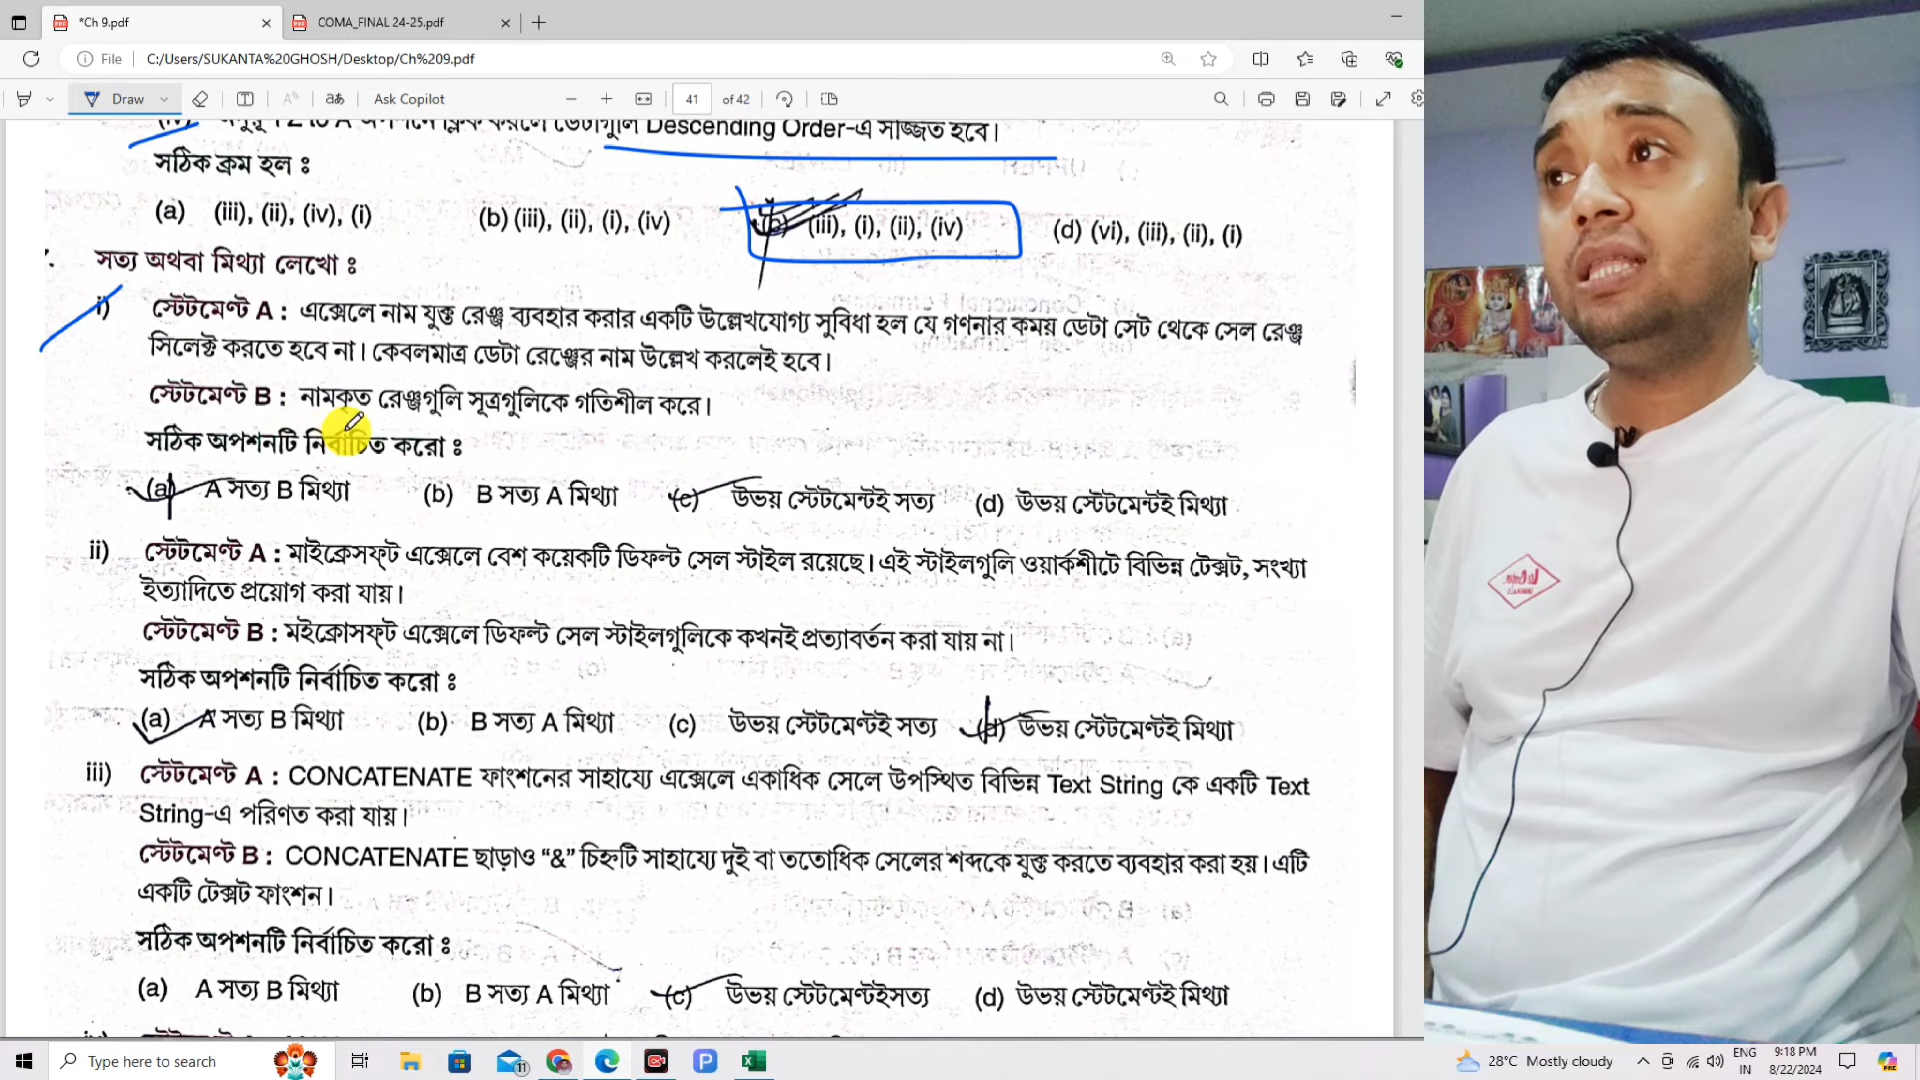 *Ch 9.pdf
COMA_FINAL 24-25.pdf
File C:/Users/SUKANTA%20GHOSH/Desktop/Ch%209.pdf
Draw aあ Ask Copilot 41 of 42
ক্লিক করলে ডেটাগুলি Descending Order-এ সজ্জিত হবে।
সঠিক ক্রম হল ঃ
(a) (iii), (ii), (iv), (i) (b) (iii), (ii), (i), (iv) (iii), (i), (ii), (iv) (d) (vi), (iii), (ii), (i)
সত্য অথবা মিথ্যা লেখো ঃ
i) স্টেটমেণ্ট A : এক্সেলে নাম যুক্ত রেঞ্জ ব্যবহার করার একটি উল্লেখযোগ্য সুবিধা হল যে গণনার কময় ডেটা সেট থেকে সেল রেঞ্জ
সিলেক্ট করতে হবে না। কেবলমাত্র ডেটা রেঞ্জের নাম উল্লেখ করলেই হবে।
স্টেটমেণ্ট B : নামকৃত রেঞ্জগুলি সূত্রগুলিকে গতিশীল করে।
সঠিক অপশনটি নির্বাচিত করো ঃ
(a) A সত্য B মিথ্যা (b) B সত্য A মিথ্যা (c) উভয় স্টেটমেণ্টই সত্য (d) উভয় স্টেটমেণ্টই মিথ্যা
ii) স্টেটমেণ্ট A : মাইক্রেসফ্ট এক্সেলে বেশ কয়েকটি ডিফল্ট সেল স্টাইল রয়েছে। এই স্টাইলগুলি ওয়ার্কশীটে বিভিন্ন টেক্সট, সংখ্যা
ইত্যাদিতে প্রয়োগ করা যায়।
স্টেটমেণ্ট B : মইক্রোসফ্ট এক্সেলে ডিফল্ট সেল স্টাইলগুলিকে কখনই প্রত্যাবর্তন করা যায় না।
সঠিক অপশনটি নির্বাচিত করো ঃ
(a) A সত্য B মিথ্যা (b) B সত্য A মিথ্যা (c) উভয় স্টেটমেণ্টই সত্য (d) উভয় স্টেটমেণ্টই মিথ্যা
iii) স্টেটমেণ্ট A : CONCATENATE ফাংশনের সাহায্যে এক্সেলে একাধিক সেলে উপস্থিত বিভিন্ন Text String কে একটি Text
String-এ পরিণত করা যায়।
স্টেটমেণ্ট B : CONCATENATE ছাড়াও “&” চিহ্নটি সাহায্যে দুই বা ততোধিক সেলের শব্দকে যুক্ত করতে ব্যবহার করা হয়। এটি
একটি টেক্সট ফাংশন।
সঠিক অপশনটি নির্বাচিত করো ঃ
(a) A সত্য B মিথ্যা (b) B সত্য A মিথ্যা (c) উভয় স্টেটমেণ্টইসত্য (d) উভয় স্টেটমেণ্টই মিথ্যা
Type here to search 11 28°C Mostly cloudy ENG IN 9:18 PM 8/22/2024